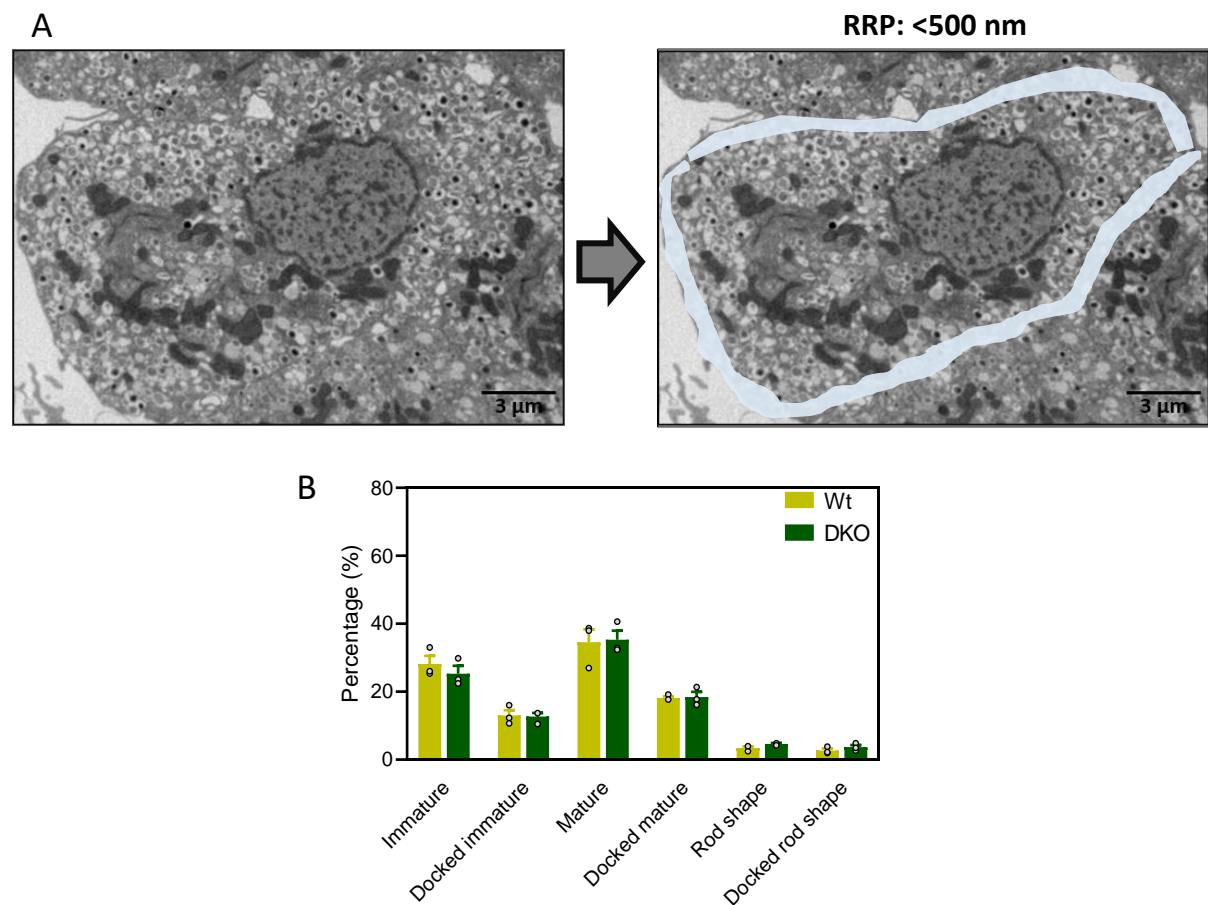 A
RRP: <500 nm
3 µm
3 µm
B
80
60
40
20
0
Percentage (%)
Wt
DKO
Immature
Docked immature
Mature
Docked mature
Rod shape
Docked rod shape